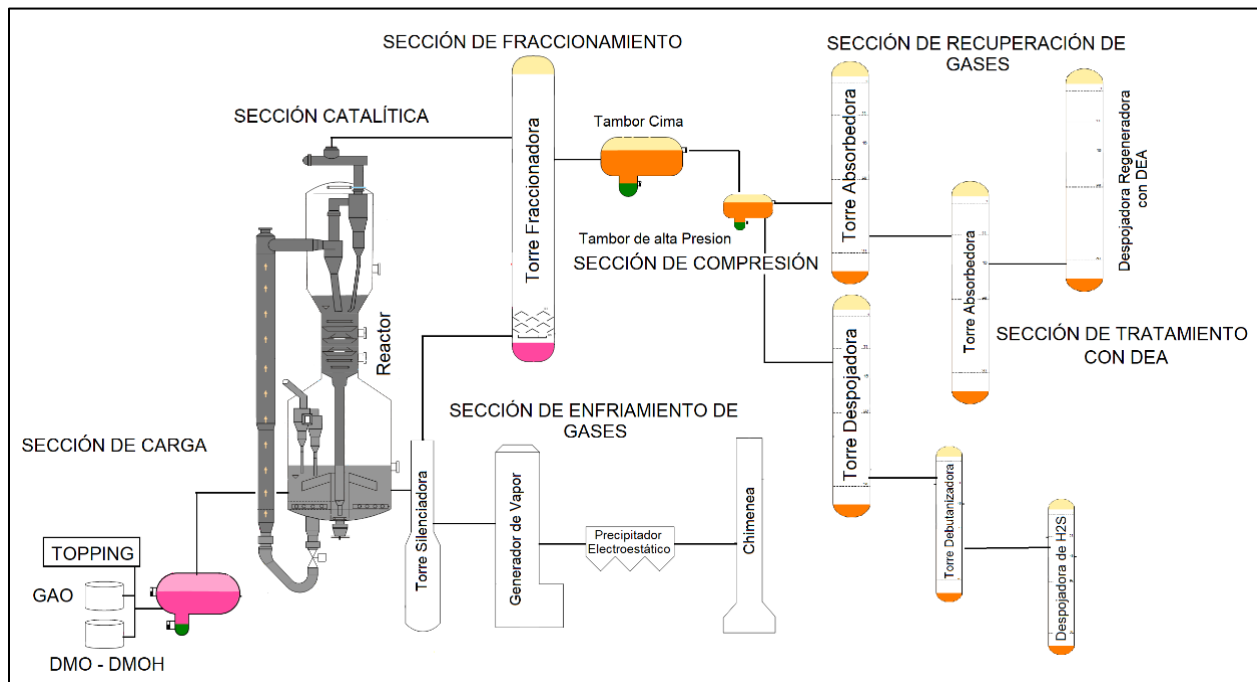 SECCIÓN DE FRACCIONAMIENTO
SECCIÓN DE RECUPERACIÓN DE
GASES
SECCIÓN CATALÍTICA
Tambor Cima
Torre Fraccionadora
Torre Absorbedora
Despojadora Regeneradora
con DEA
Tambor de alta Presion
SECCIÓN DE COMPRESIÓN
Torre Absorbedora
Reactor
SECCIÓN DE TRATAMIENTO
CON DEA
Torre Despojadora
SECCIÓN DE ENFRIAMIENTO DE
GASES
SECCIÓN DE CARGA
Torre Silenciadora
Generador de Vapor
Precipitador
Electroestático
Chimenea
Torre Debutanizadora
Despojadora de H2S
TOPPING
GAO
DMO - DMOH